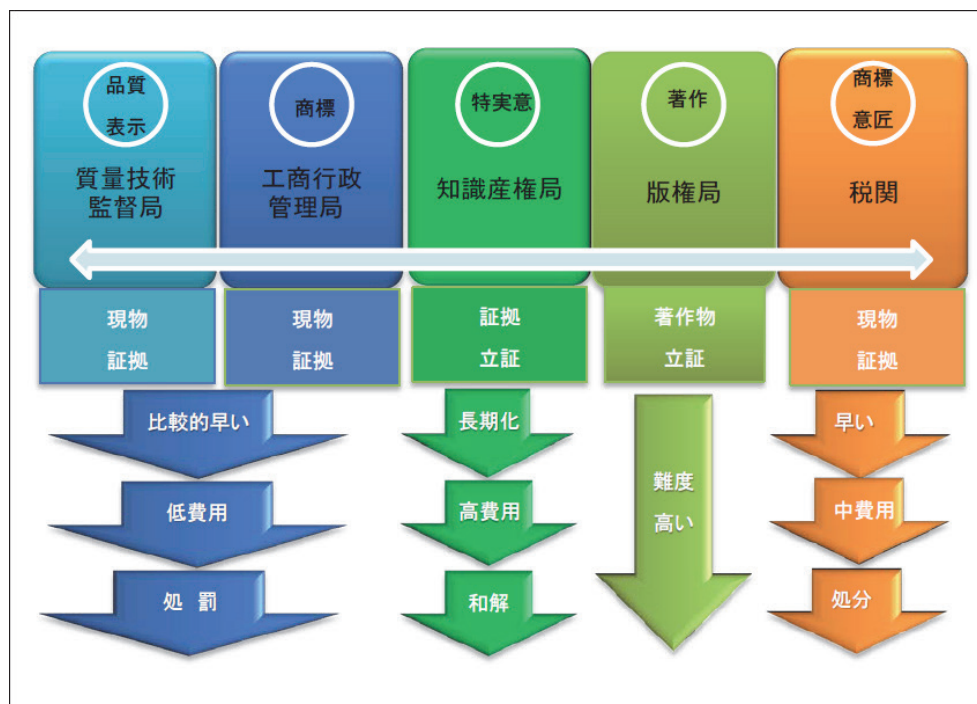 品質
表示
質量技術
監督局
商標
工商行政
管理局
特実意
知識産権局
著作
版権局
商標
意匠
税関
現物
証拠
現物
証拠
証拠
立証
著作物
立証
現物
証拠
比較的早い
低費用
処 罰
長期化
高費用
和解
難度
高い
早い
中費用
処分